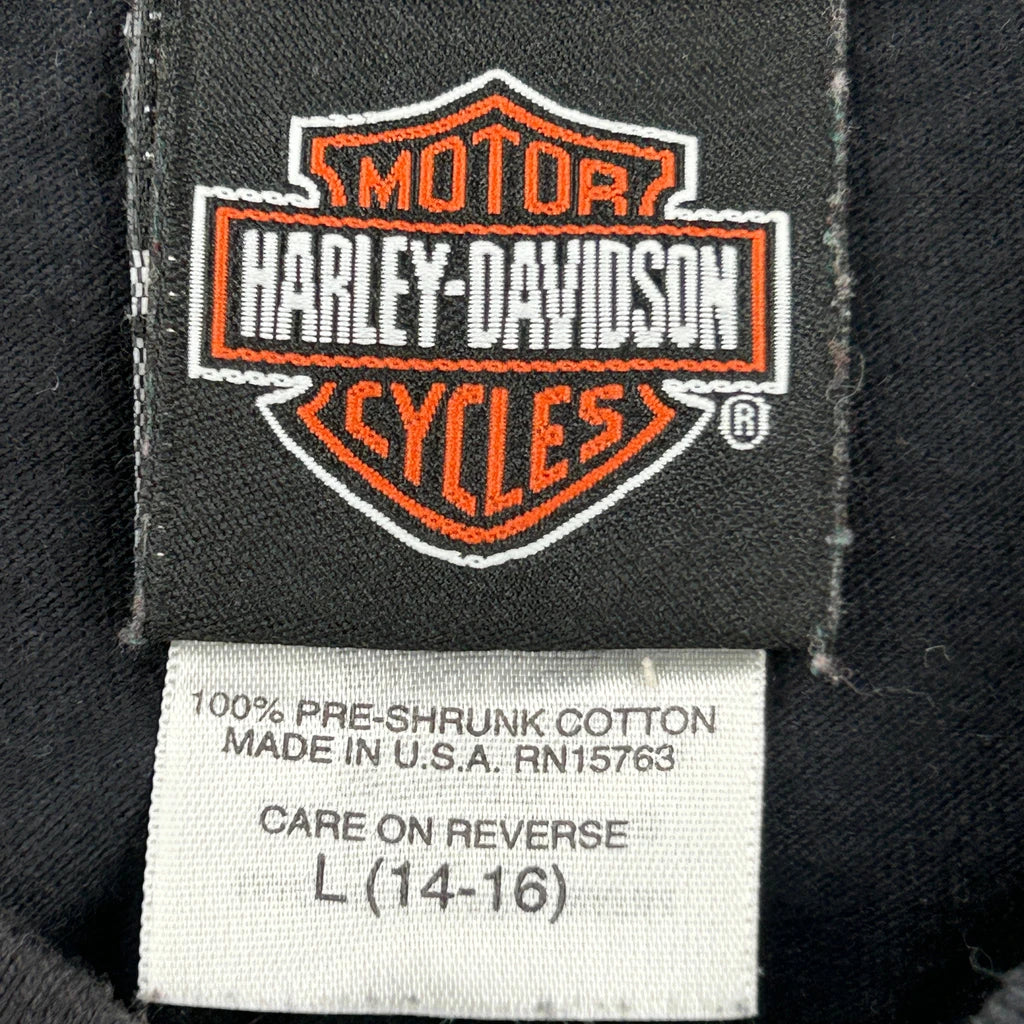 MOTOR
HARLEY-DAVIDSON
CYCLES
®
100% PRE-SHRUNK COTTON
MADE IN U.S.A. RN15763
CARE ON REVERSE
L (14-16)